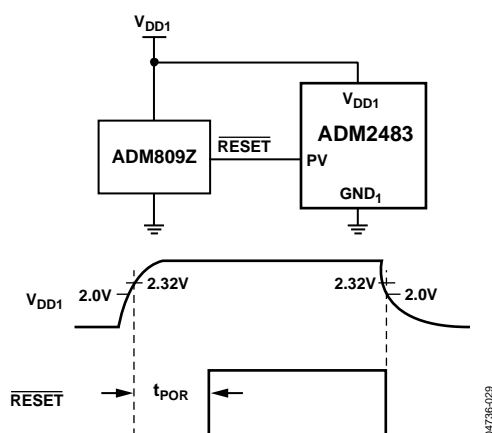 VDD1
VDD1
ADM2483
ADM809Z
RESET
PV
GND1
VDD1
2.0V
2.32V
2.32V
2.0V
RESET
tPOR
04736-029